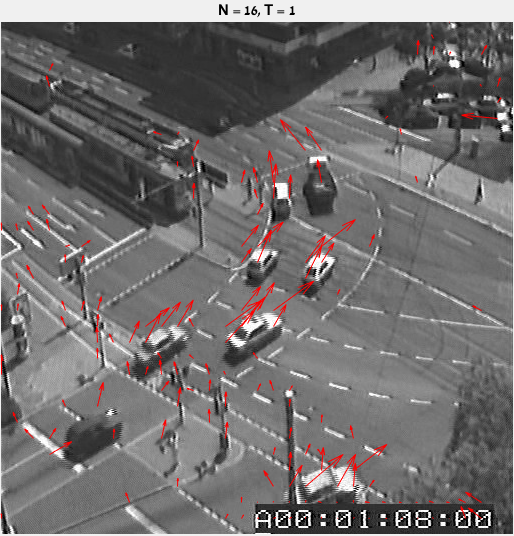 N = 16, T = 1
A00:01:08:00